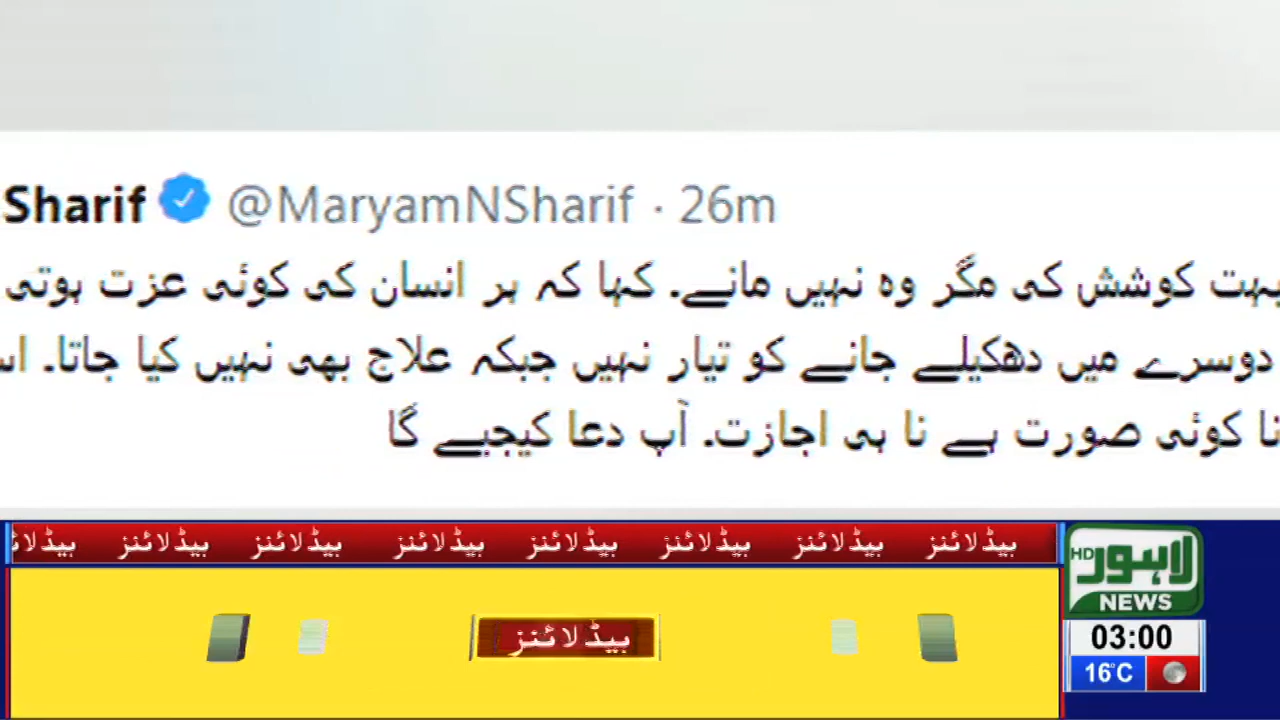 Sharif @MaryamNSharif · 26m
بہت کوشش کی مگر وہ نہیں مانے۔ کہا کہ ہر انسان کی کوئی عزت ہوتی
دوسرے میں دھکیلے جانے کو تیار نہیں جبکہ علاج بھی نہیں کیا جاتا۔
نا کوئی صورت ہے نا ہی اجازت۔ آپ دعا کیجیے گا
ہیڈلائنز ہیڈلائنز ہیڈلائنز ہیڈلائنز ہیڈلائنز ہیڈلائنز ہیڈلائنز
ہیڈلائنز
لاہور HD
NEWS
03:00
16°C